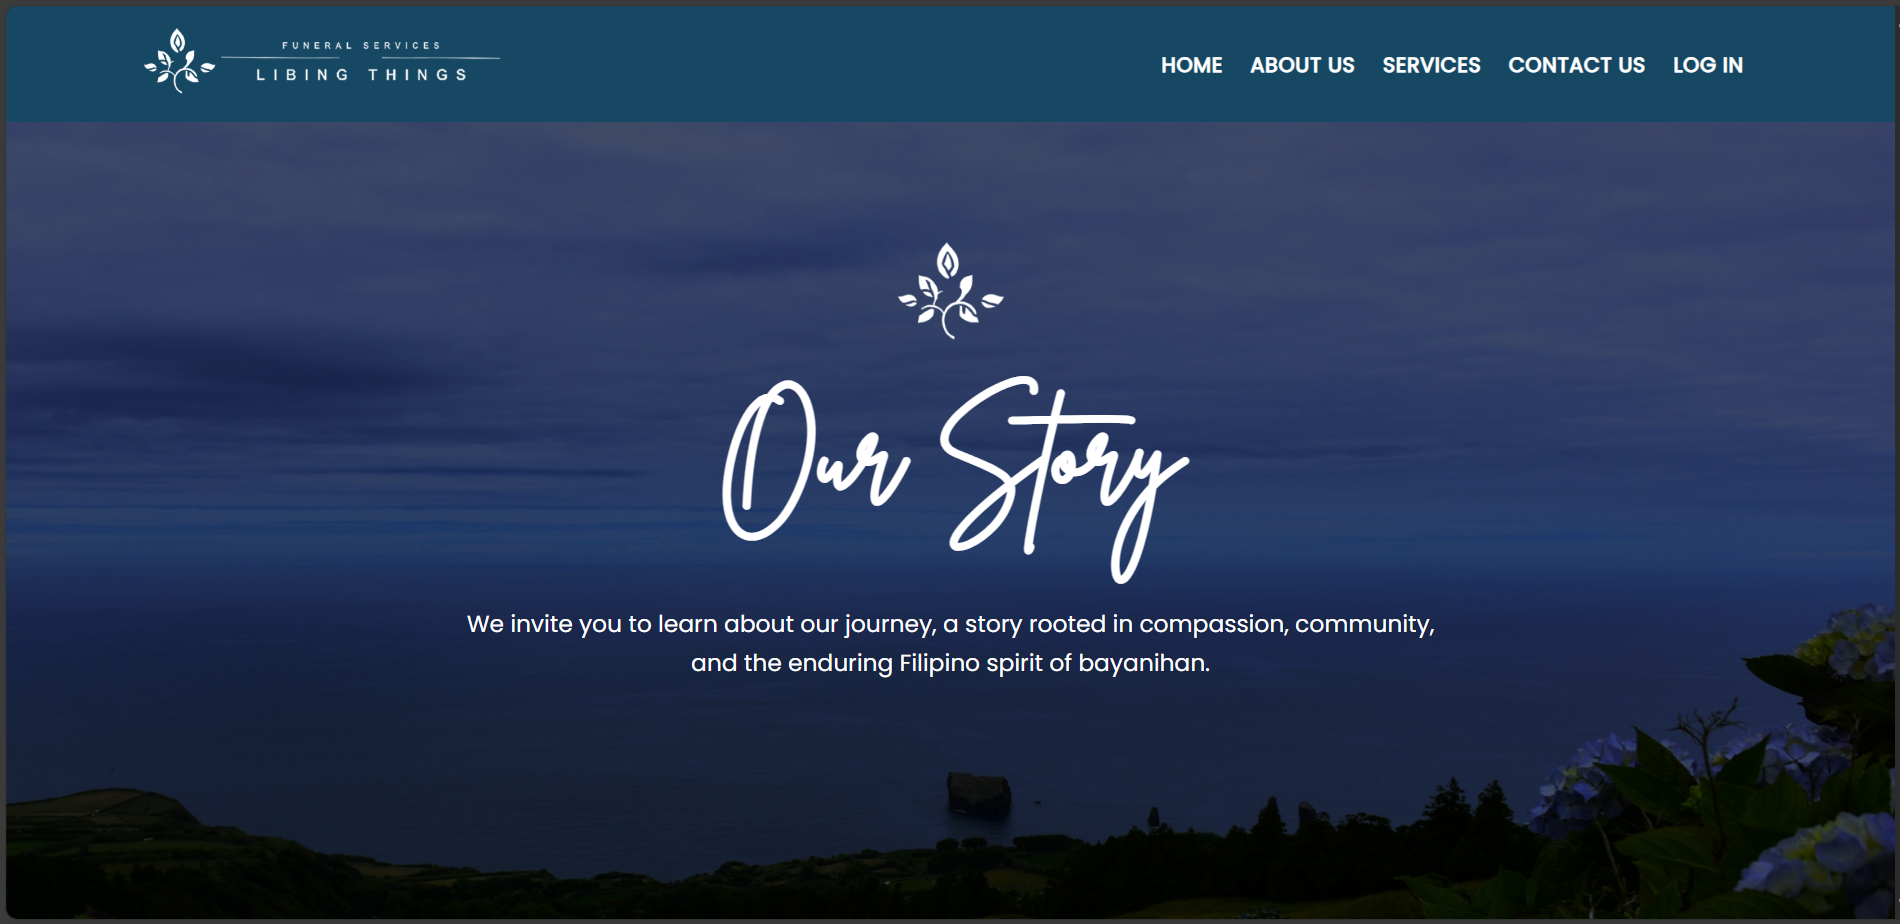 FUNERAL SERVICES
LIBING THINGS
HOME ABOUT US SERVICES CONTACT US LOG IN
Our Story
We invite you to learn about our journey, a story rooted in compassion, community,
and the enduring Filipino spirit of bayanihan.